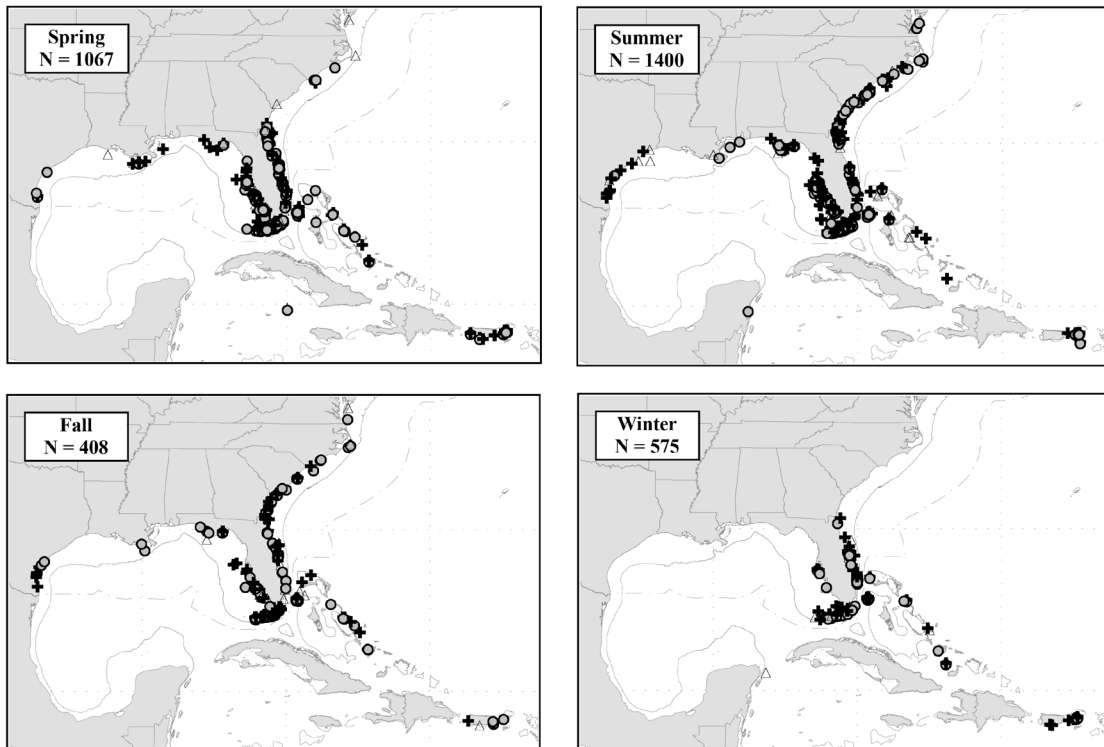 Spring
N = 1067
Summer
N = 1400
Fall
N = 408
Winter
N = 575